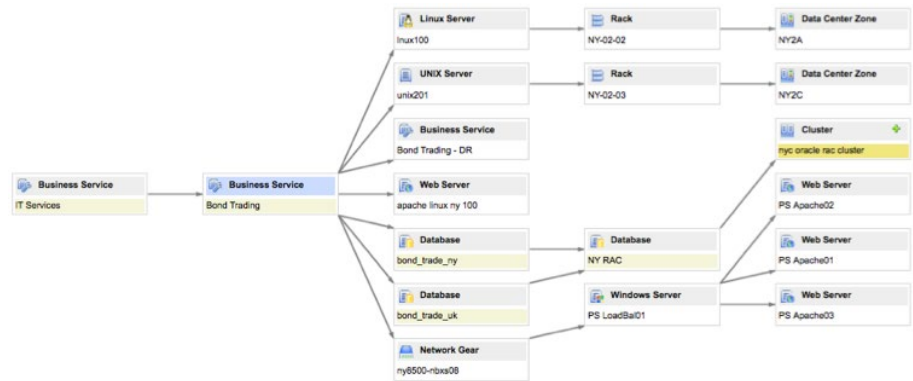 Linux Server
lnux100
Rack
NY-02-02
Data Center Zone
NY2A
UNIX Server
unix201
Rack
NY-02-03
Data Center Zone
NY2C
Business Service
Bond Trading - DR
Cluster
nyc oracle rac cluster
Business Service
IT Services
Business Service
Bond Trading
Web Server
apache linux ny 100
Web Server
PS Apache02
Database
bond_trade_ny
Database
NY RAC
Web Server
PS Apache01
Database
bond_trade_uk
Windows Server
PS LoadBal01
Web Server
PS Apache03
Network Gear
ny8500-nbxs08